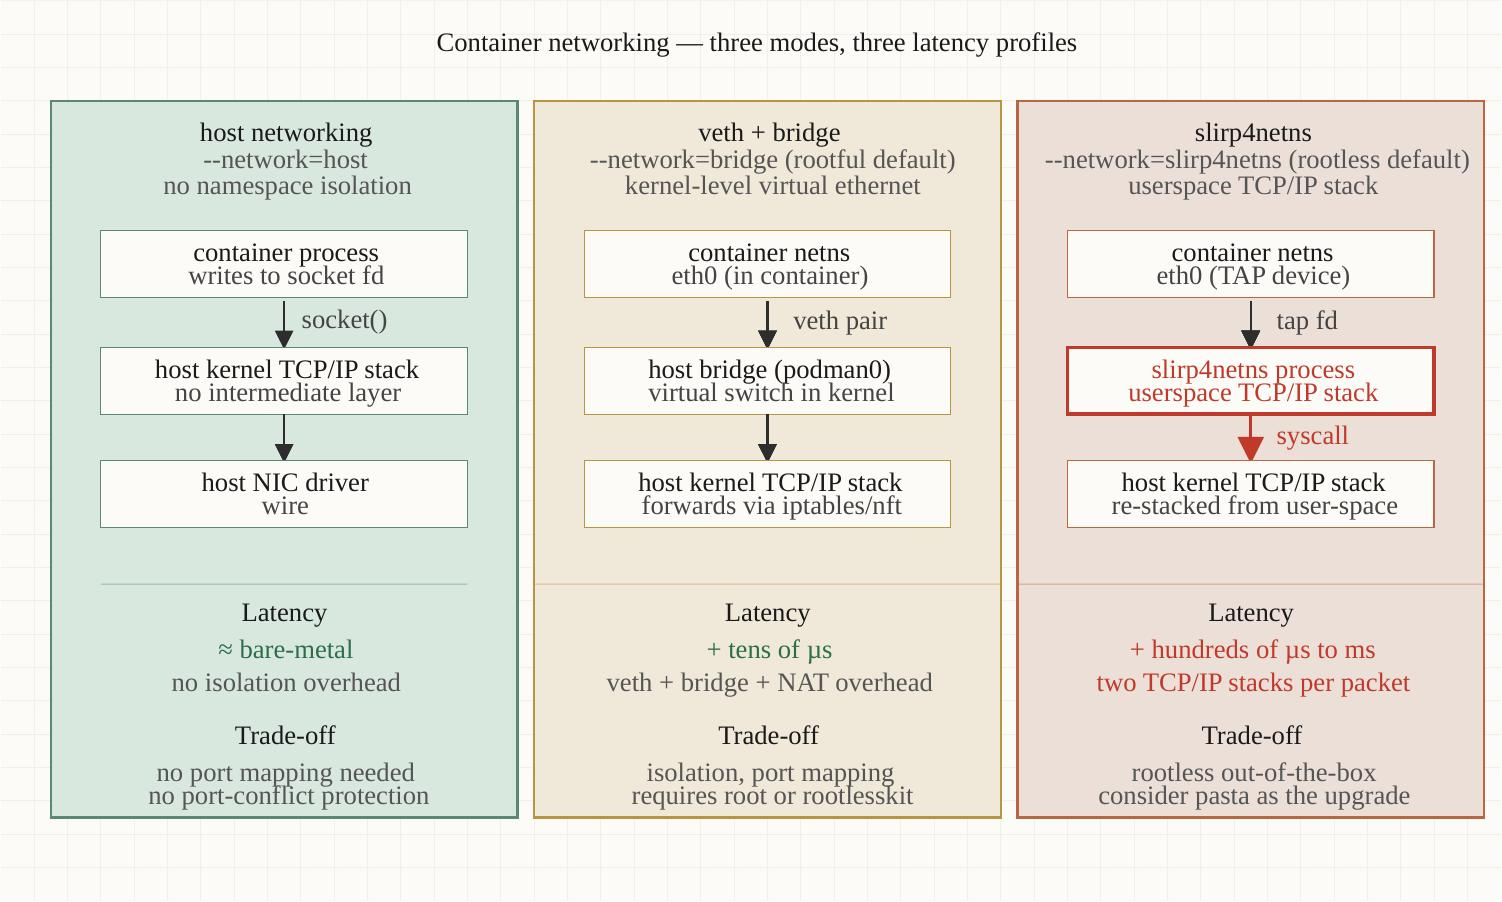 Container networking — three modes, three latency profiles
host networking
--network=host
no namespace isolation
container process
writes to socket fd
socket()
host kernel TCP/IP stack
no intermediate layer
host NIC driver
wire
Latency
≈ bare-metal
no isolation overhead
Trade-off
no port mapping needed
no port-conflict protection
veth + bridge
--network=bridge (rootful default)
kernel-level virtual ethernet
container netns
eth0 (in container)
veth pair
host bridge (podman0)
virtual switch in kernel
host kernel TCP/IP stack
forwards via iptables/nft
Latency
+ tens of µs
veth + bridge + NAT overhead
Trade-off
isolation, port mapping
requires root or rootlesskit
slirp4netns
--network=slirp4netns (rootless default)
userspace TCP/IP stack
container netns
eth0 (TAP device)
tap fd
slirp4netns process
userspace TCP/IP stack
syscall
host kernel TCP/IP stack
re-stacked from user-space
Latency
+ hundreds of µs to ms
two TCP/IP stacks per packet
Trade-off
rootless out-of-the-box
consider pasta as the upgrade